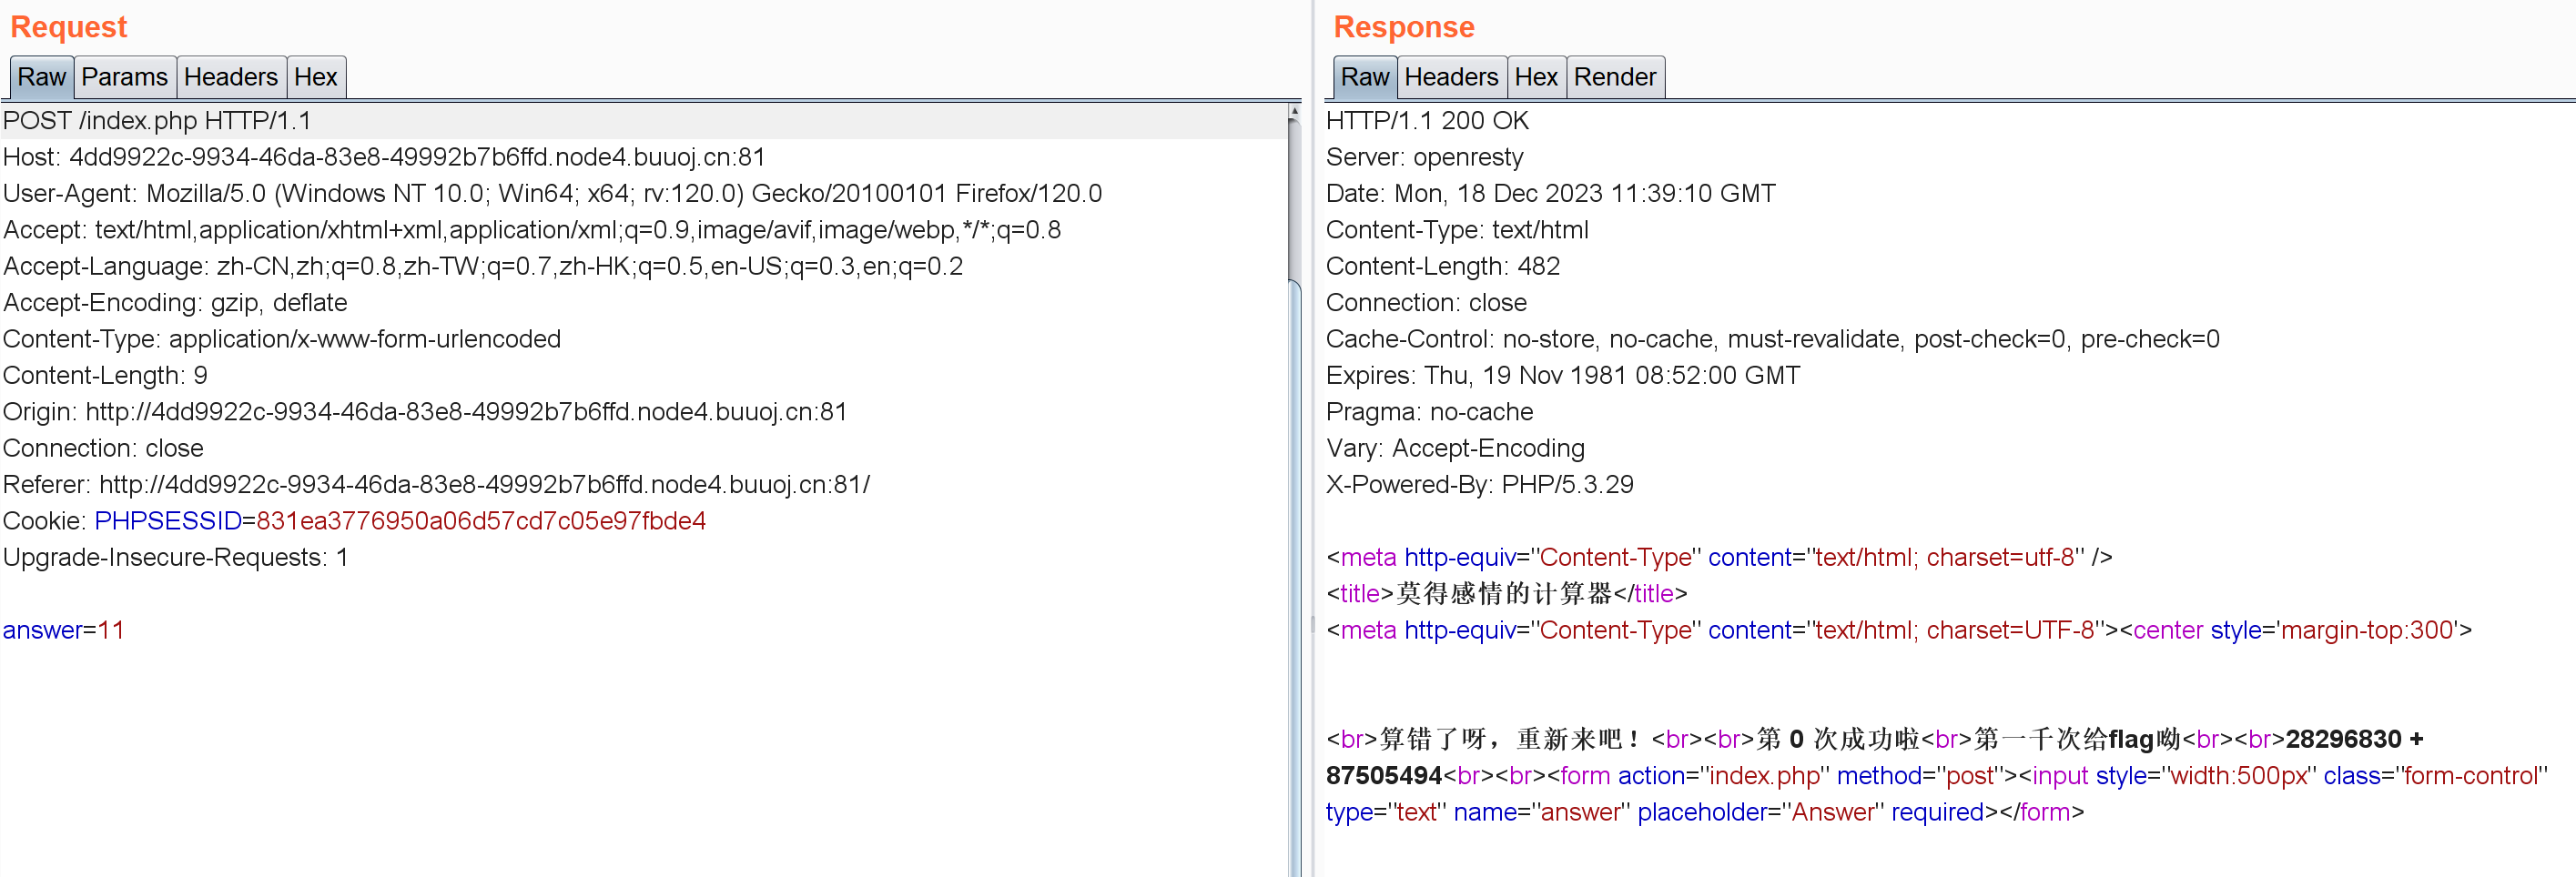 Request
Raw Params Headers Hex
POST /index.php HTTP/1.1
Host: 4dd9922c-9934-46da-83e8-49992b7b6ffd.node4.buuoj.cn:81
User-Agent: Mozilla/5.0 (Windows NT 10.0; Win64; x64; rv:120.0) Gecko/20100101 Firefox/120.0
Accept: text/html,application/xhtml+xml,application/xml;q=0.9,image/avif,image/webp,*/*;q=0.8
Accept-Language: zh-CN,zh;q=0.8,zh-TW;q=0.7,zh-HK;q=0.5,en-US;q=0.3,en;q=0.2
Accept-Encoding: gzip, deflate
Content-Type: application/x-www-form-urlencoded
Content-Length: 9
Origin: http://4dd9922c-9934-46da-83e8-49992b7b6ffd.node4.buuoj.cn:81
Connection: close
Referer: http://4dd9922c-9934-46da-83e8-49992b7b6ffd.node4.buuoj.cn:81/
Cookie: PHPSESSID=831ea3776950a06d57cd7c05e97fbde4
Upgrade-Insecure-Requests: 1
answer=11
Response
Raw Headers Hex Render
HTTP/1.1 200 OK
Server: openresty
Date: Mon, 18 Dec 2023 11:39:10 GMT
Content-Type: text/html
Content-Length: 482
Connection: close
Cache-Control: no-store, no-cache, must-revalidate, post-check=0, pre-check=0
Expires: Thu, 19 Nov 1981 08:52:00 GMT
Pragma: no-cache
Vary: Accept-Encoding
X-Powered-By: PHP/5.3.29
<meta http-equiv="Content-Type" content="text/html; charset=utf-8" />
<title>莫得感情的计算器</title>
<meta http-equiv="Content-Type" content="text/html; charset=UTF-8"><center style='margin-top:300'>
<br>算错了呀，重新来吧！<br><br>第 0 次成功啦<br>第一千次给flag呦<br><br>28296830 +
87505494<br><br><form action="index.php" method="post"><input style="width:500px" class="form-control"
type="text" name="answer" placeholder="Answer" required></form>